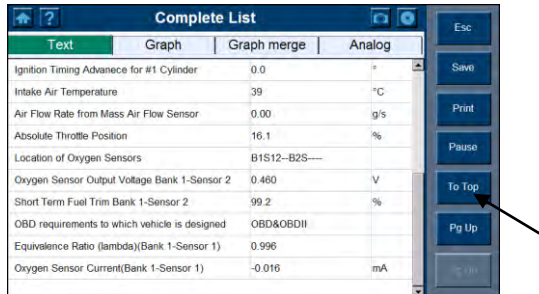 ? Complete List
Text Graph Graph merge Analog
Ignition Timing Advanece for #1 Cylinder 0.0 °
Intake Air Temperature 39 °C
Air Flow Rate from Mass Air Flow Sensor 0.00 g/s
Absolute Throttle Position 16.1 %
Location of Oxygen Sensors B1S12--B2S----
Oxygen Sensor Output Voltage Bank 1-Sensor 2 0.460 V
Short Term Fuel Trim Bank 1-Sensor 2 99.2 %
OBD requirements to which vehicle is designed OBD&OBDII
Equivalence Ratio (lambda)(Bank 1-Sensor 1) 0.996
Oxygen Sensor Current(Bank 1-Sensor 1) -0.016 mA
Esc
Save
Print
Pause
To Top
Pg Up